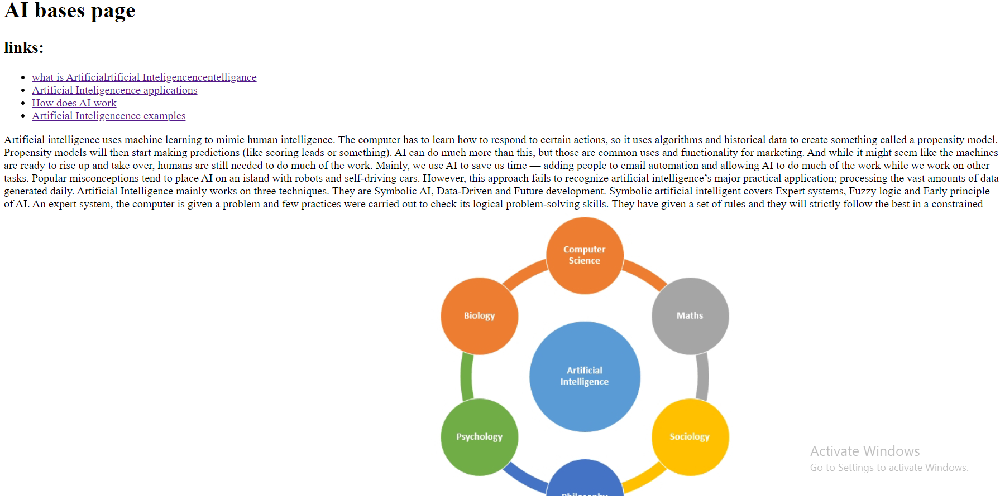 AI bases page
links:
what is Artificialrtificial Inteligencencentelligance
Artificial Inteligencence applications
How does AI work
Artificial Inteligencence examples
Artificial intelligence uses machine learning to mimic human intelligence. The computer has to learn how to respond to certain actions, so it uses algorithms and historical data to create something called a propensity model.
Propensity models will then start making predictions (like scoring leads or something). AI can do much more than this, but those are common uses and functionality for marketing. And while it might seem like the machines
are ready to rise up and take over, humans are still needed to do much of the work. Mainly, we use AI to save us time — adding people to email automation and allowing AI to do much of the work while we work on other
tasks. Popular misconceptions tend to place AI on an island with robots and self-driving cars. However, this approach fails to recognize artificial intelligence’s major practical application; processing the vast amounts of data
generated daily. Artificial Intelligence mainly works on three techniques. They are Symbolic AI, Data-Driven and Future development. Symbolic artificial intelligent covers Expert systems, Fuzzy logic and Early principle
of AI. An expert system, the computer is given a problem and few practices were carried out to check its logical problem-solving skills. They have given a set of rules and they will strictly follow the best in a constrained
Computer
Science
Biology
Maths
Artificial
Intelligence
Psychology
Sociology
Philosophy
Activate Windows
Go to Settings to activate Windows.